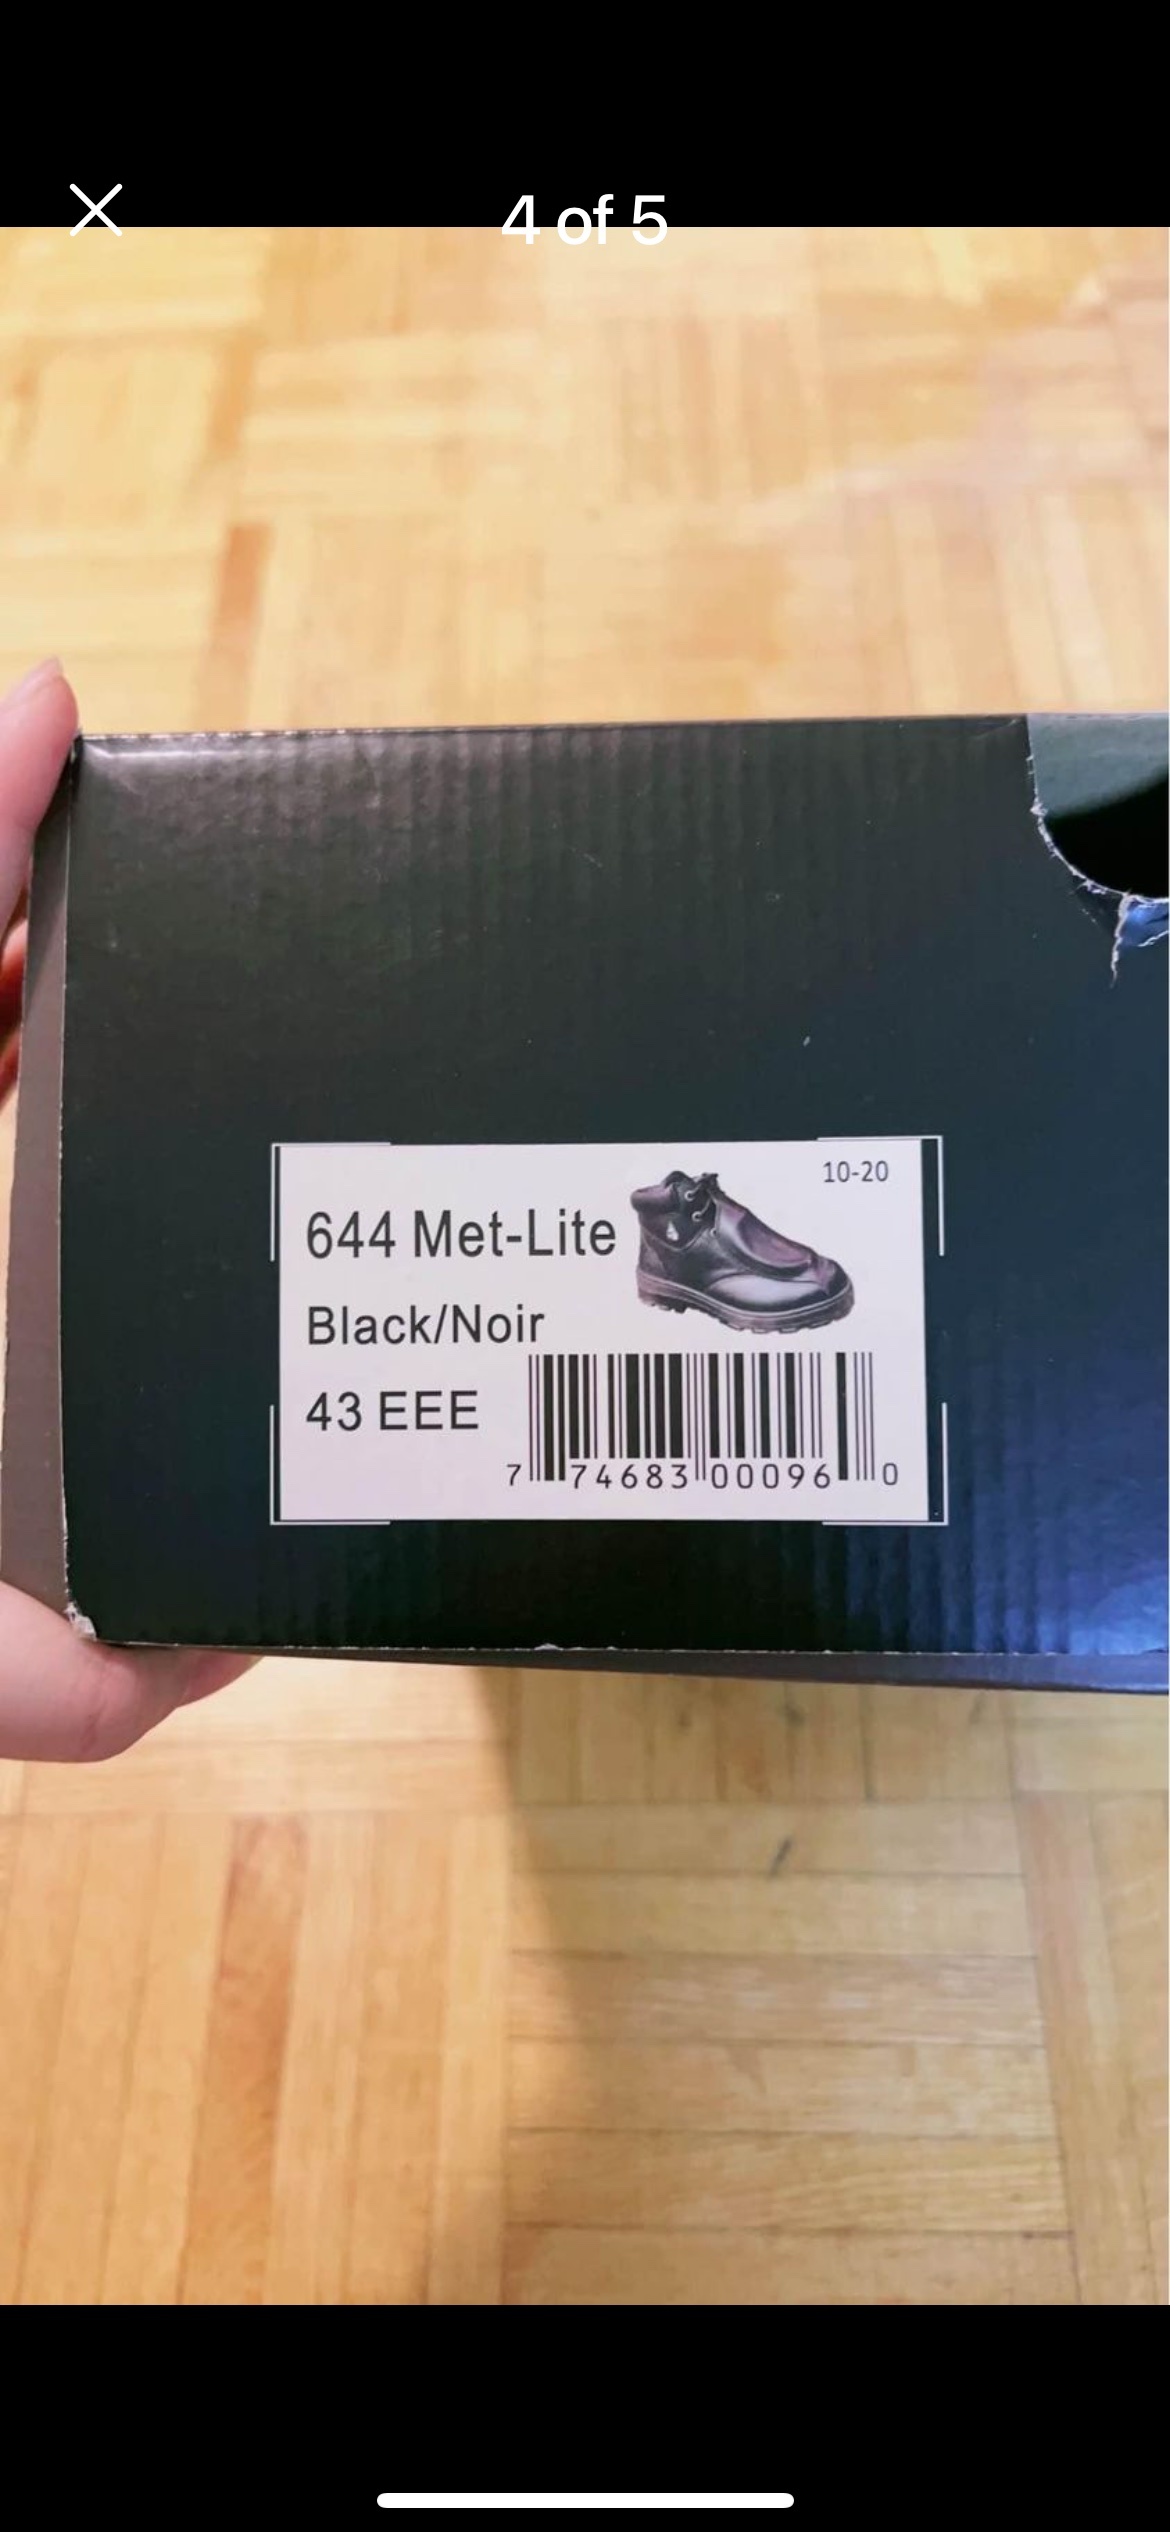 4 of 5
10-20
644 Met-Lite
Black/Noir
43 EEE
7 74683 00096 0